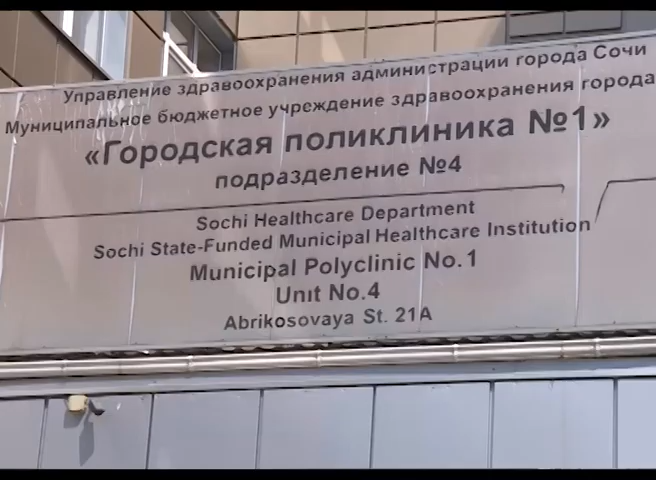 Управление здравоохранения администрации города Сочи
Муниципальное бюджетное учреждение здравоохранения города
«Городская поликлиника №1»
подразделение №4
Sochi Healthcare Department
Sochi State-Funded Municipal Healthcare Institution
Municipal Polyclinic No.1
Unit No.4
Abrikosovaya St. 21A